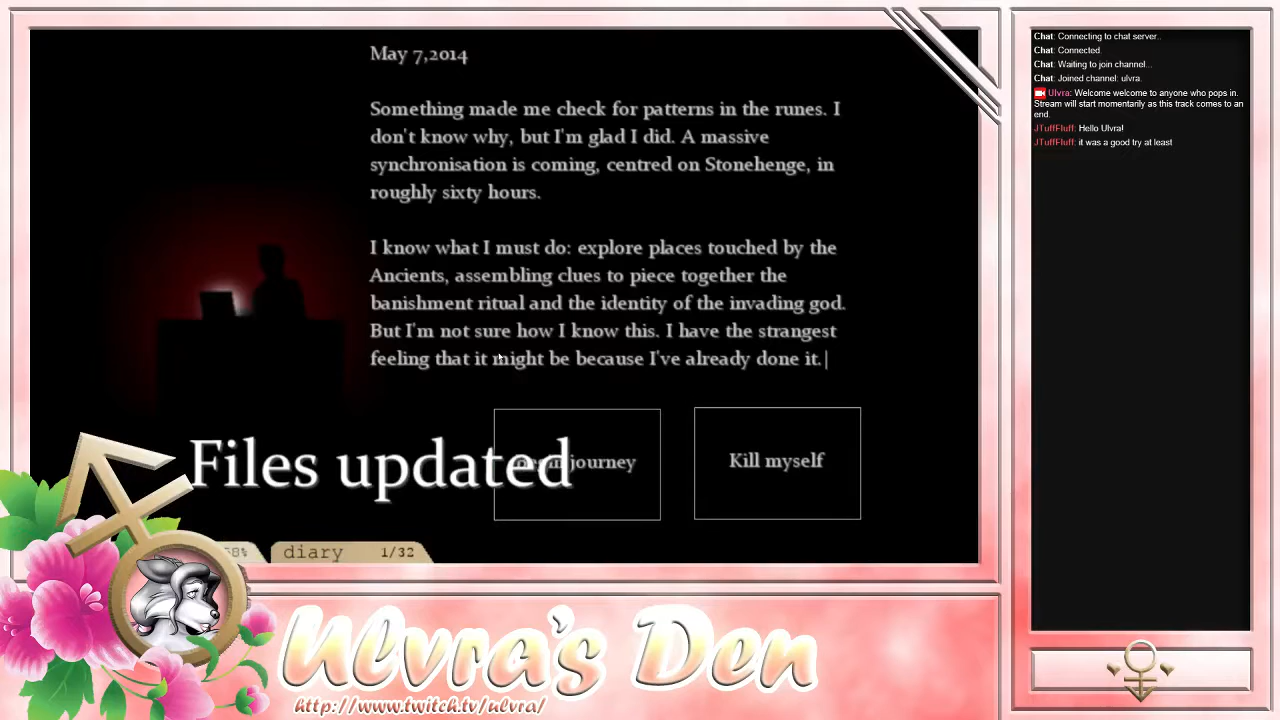 May 7,2014
Something made me check for patterns in the runes. I
don't know why, but I'm glad I did. A massive
synchronisation is coming, centred on Stonehenge, in
roughly sixty hours.
I know what I must do: explore places touched by the
Ancients, assembling clues to piece together the
banishment ritual and the identity of the invading god.
But I'm not sure how I know this. I have the strangest
feeling that it might be because I've already done it.|
Files updated
journey
Kill myself
diary 1/32
Ulvra's Den
http://www.twitch.tv/ulvra/
Chat: Connecting to chat server..
Chat: Connected.
Chat: Waiting to join channel...
Chat: Joined channel: ulvra.
Ulvra: Welcome welcome to anyone who pops in.
Stream will start momentarily as this track comes to an
end.
JTuffFluff: Hello Ulvra!
JTuffFluff: it was a good try at least